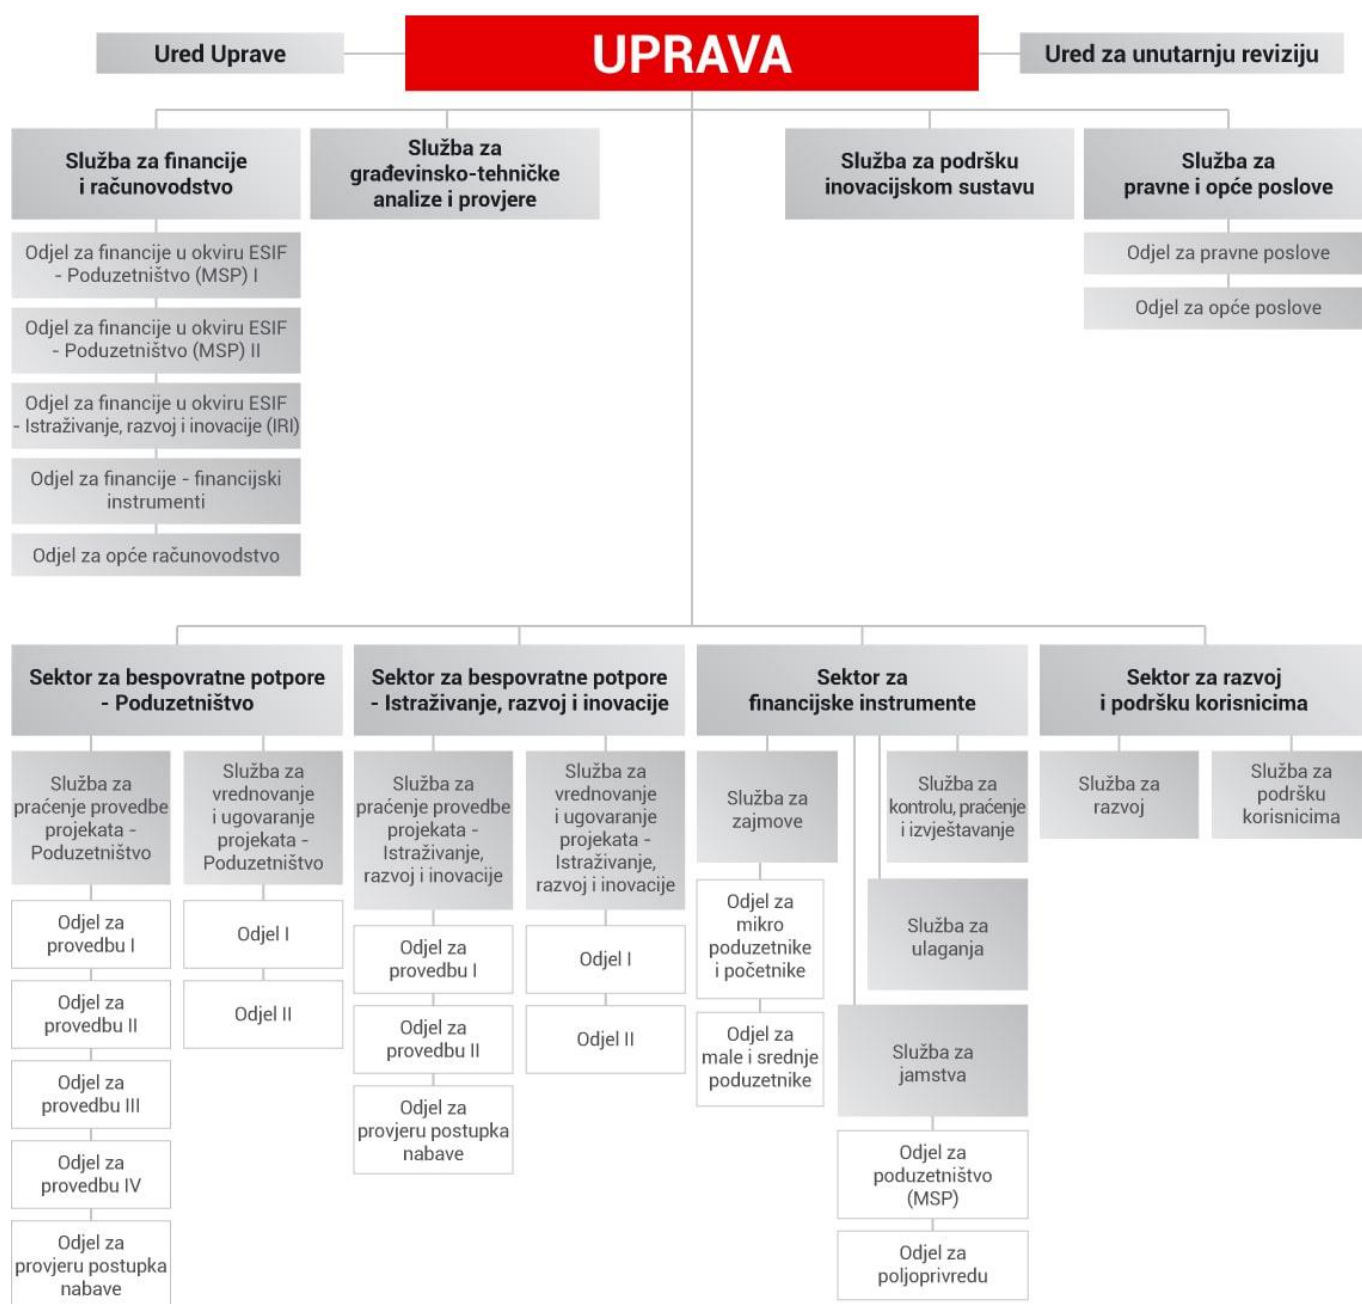 Ured Uprave
UPRAVA
Ured za unutarnju reviziju
Služba za financije
i računovodstvo
Služba za
građevinsko-tehničke
analize i provjere
Služba za podršku
inovacijskom sustavu
Služba za
pravne i opće poslove
Odjel za financije u okviru ESIF
- Poduzetništvo (MSP) I
Odjel za financije u okviru ESIF
- Poduzetništvo (MSP) II
Odjel za financije u okviru ESIF
- Istraživanje, razvoj i inovacije (IRI)
Odjel za financije - financijski
instrumenti
Odjel za opće računovodstvo
Odjel za pravne poslove
Odjel za opće poslove
Sektor za bespovratne potpore
- Poduzetništvo
Sektor za bespovratne potpore
- Istraživanje, razvoj i inovacije
Sektor za
financijske instrumente
Sektor za razvoj
i podršku korisnicima
Služba za
praćenje provedbe
projekata -
Poduzetništvo
Odjel za
provedbu I
Odjel za
provedbu II
Odjel za
provedbu III
Odjel za
provedbu IV
Odjel za
provjeru postupka
nabave
Služba za
vrednovanje
i ugovaranje
projekata -
Poduzetništvo
Odjel I
Odjel II
Služba za
praćenje provedbe
projekata -
Istraživanje,
razvoj i inovacije
Odjel za
provedbu I
Odjel za
provedbu II
Odjel za
provjeru postupka
nabave
Služba za
vrednovanje
i ugovaranje
projekata -
Istraživanje,
razvoj i inovacije
Odjel I
Odjel II
Služba za
zajmove
Odjel za
mikro
poduzetnike
i početnike
Odjel za
male i srednje
poduzetnike
Služba za
kontrolu, praćenje
i izvještavanje
Služba za
ulaganja
Služba za
jamstva
Odjel za
poduzetništvo
(MSP)
Odjel za
poljoprivredu
Služba za
razvoj
Služba za
podršku
korisnicima